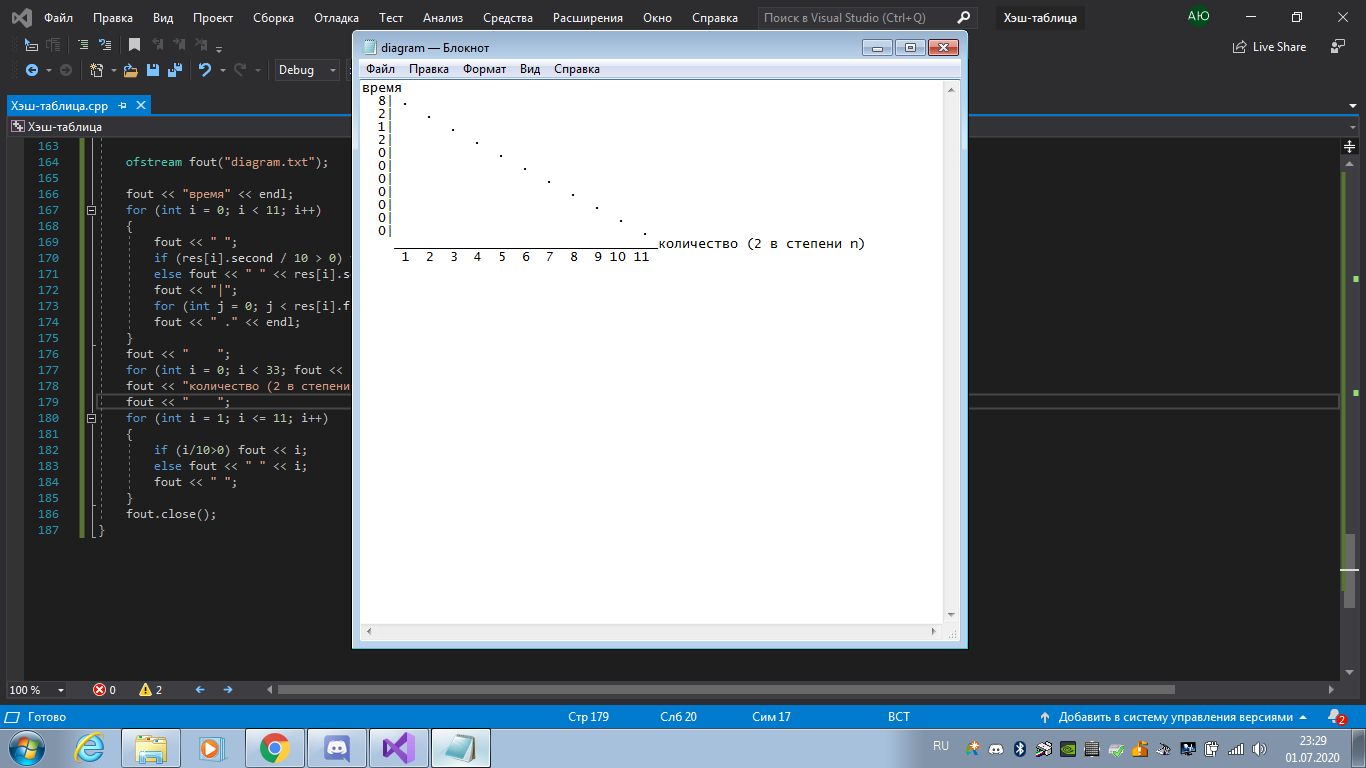 Файл Правка Вид Проект Сборка Отладка Тест Анализ Средства Расширения Окно Справка Поиск в Visual Studio (Ctrl+Q) Хэш-таблица АЮ
Live Share
Debug
Хэш-таблица.cpp
Хэш-таблица
163
164 ofstream fout("diagram.txt");
165
166 fout << "время" << endl;
167 for (int i = 0; i < 11; i++)
168 {
169 fout << " ";
170 if (res[i].second / 10 > 0)
171 else fout << " " << res[i].s
172 fout << "|";
173 for (int j = 0; j < res[i].f
174 fout << " ." << endl;
175 }
176 fout << "    ";
177 for (int i = 0; i < 33; fout <<
178 fout << "количество (2 в степени
179 fout << "    ";
180 for (int i = 1; i <= 11; i++)
181 {
182 if (i/10>0) fout << i;
183 else fout << " " << i;
184 fout << " ";
185 }
186 fout.close();
187 }
diagram — Блокнот
Файл Правка Формат Вид Справка
время
8| .
2| .
1| .
2| .
0| .
0| .
0| .
0| .
0| .
0| .
0| .
_________________________________количество (2 в степени n)
1 2 3 4 5 6 7 8 9 10 11
100 % 0 2
Готово Стр 179 Слб 20 Сим 17 ВСТ Добавить в систему управления версиями 2
RU 23:29
01.07.2020